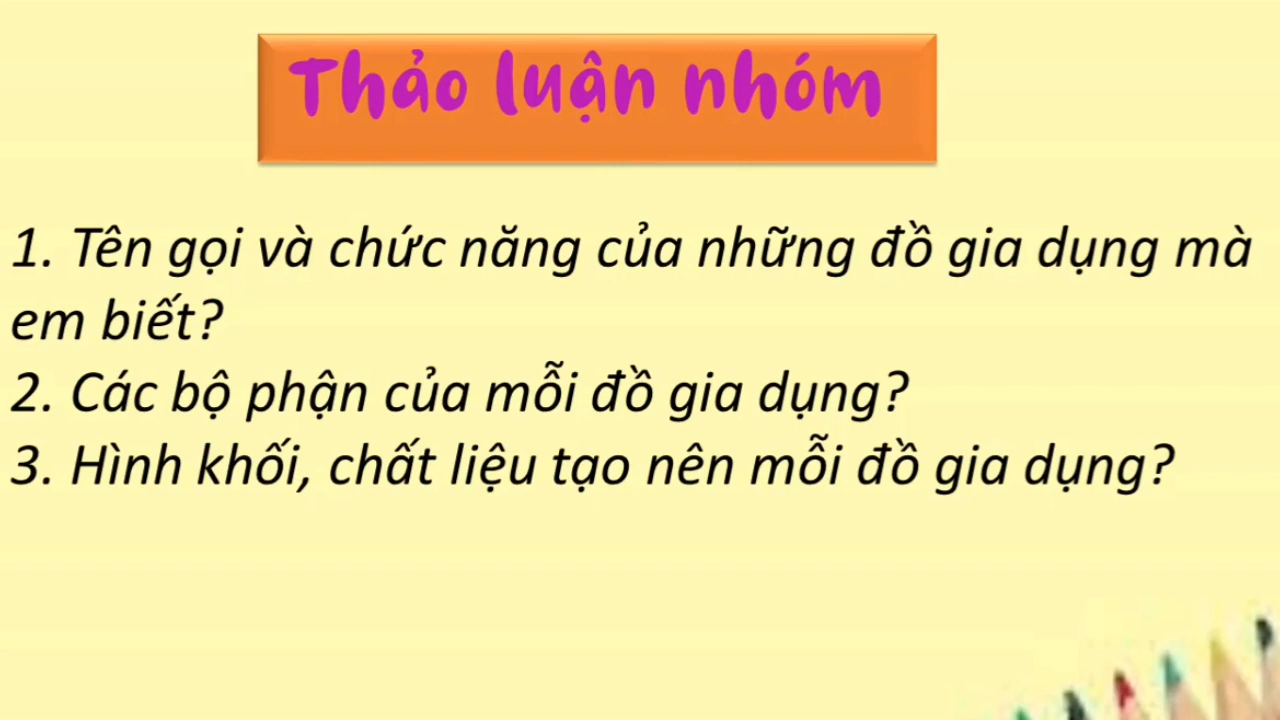 Thảo luận nhóm
1. Tên gọi và chức năng của những đồ gia dụng mà
em biết?
2. Các bộ phận của mỗi đồ gia dụng?
3. Hình khối, chất liệu tạo nên mỗi đồ gia dụng?